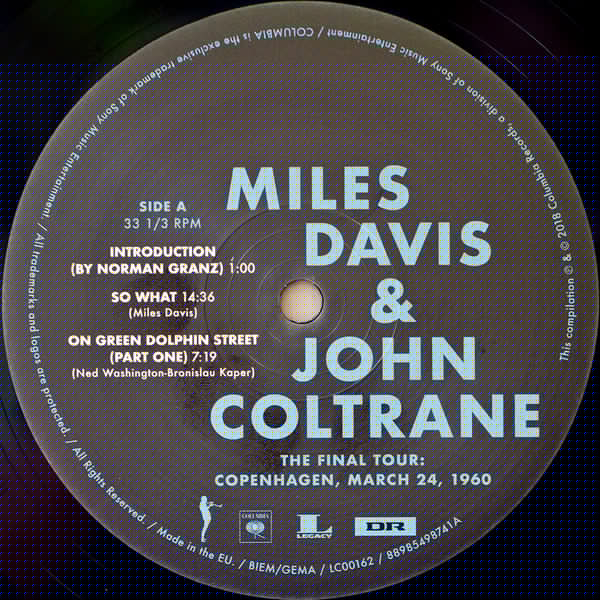 SIDE A
33 1/3 RPM
INTRODUCTION
(BY NORMAN GRANZ) 1:00
SO WHAT 14:36
(Miles Davis)
ON GREEN DOLPHIN STREET
(PART ONE) 7:19
(Ned Washington-Bronislau Kaper)
MILES
DAVIS
&
JOHN
COLTRANE
THE FINAL TOUR:
COPENHAGEN, MARCH 24, 1960
COLUMBIA
L
LEGACY
DR
This compilation ℗ & © 2018 Columbia Records, a division of Sony Music Entertainment / COLUMBIA is the exclusive trademark of Sony Music Entertainment. / All trademarks and logos are protected. / All Rights Reserved. / Made in the EU. / BIEM/GEMA / LC00162 / 88985498741A